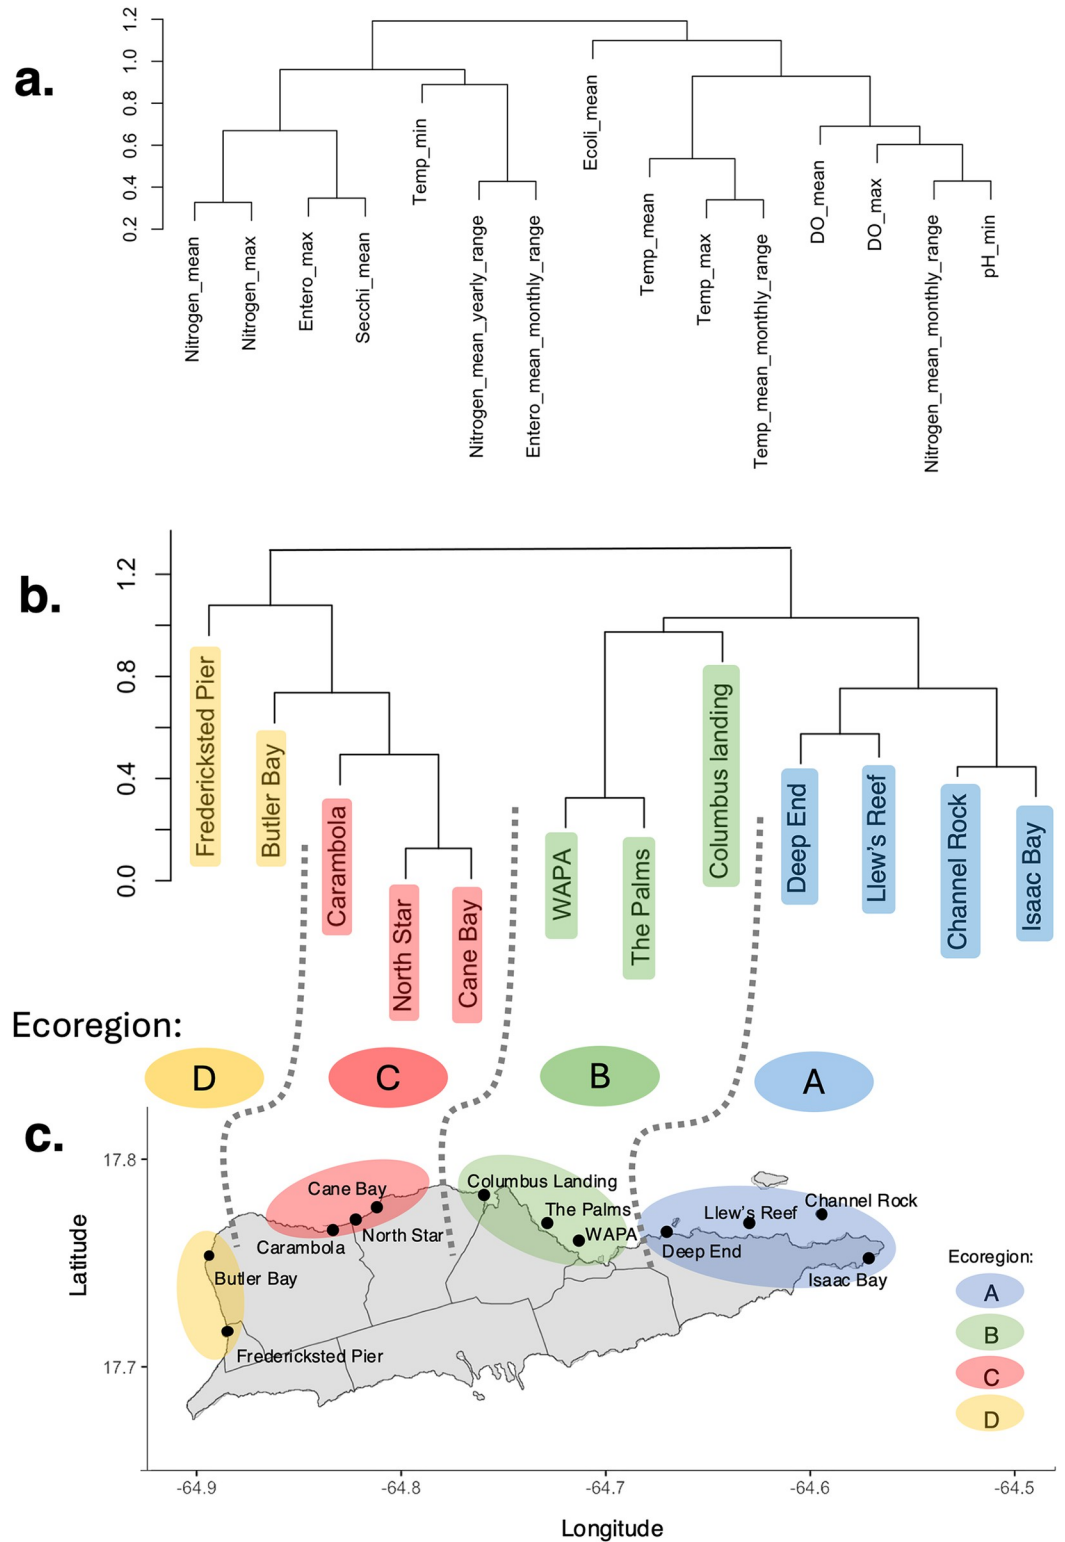 a.
1.2
1.0
0.8
0.6
0.4
0.2
Nitrogen_mean
Nitrogen_max
Entero_max
Secchi_mean
Temp_min
Nitrogen_mean_yearly_range
Entero_mean_monthly_range
Ecoli_mean
Temp_mean
Temp_max
Temp_mean_monthly_range
DO_mean
DO_max
Nitrogen_mean_monthly_range
pH_min
b.
1.2
0.8
0.4
0.0
Fredericksted Pier
Butler Bay
Carambola
North Star
Cane Bay
WAPA
The Palms
Columbus landing
Deep End
Llew's Reef
Channel Rock
Isaac Bay
Ecoregion:
D
C
B
A
c.
17.8
17.7
Latitude
Cane Bay
North Star
Carambola
Butler Bay
Fredericksted Pier
Columbus Landing
The Palms
WAPA
Llew's Reef
Channel Rock
Deep End
Isaac Bay
Ecoregion:
A
B
C
D
-64.9
-64.8
-64.7
-64.6
-64.5
Longitude